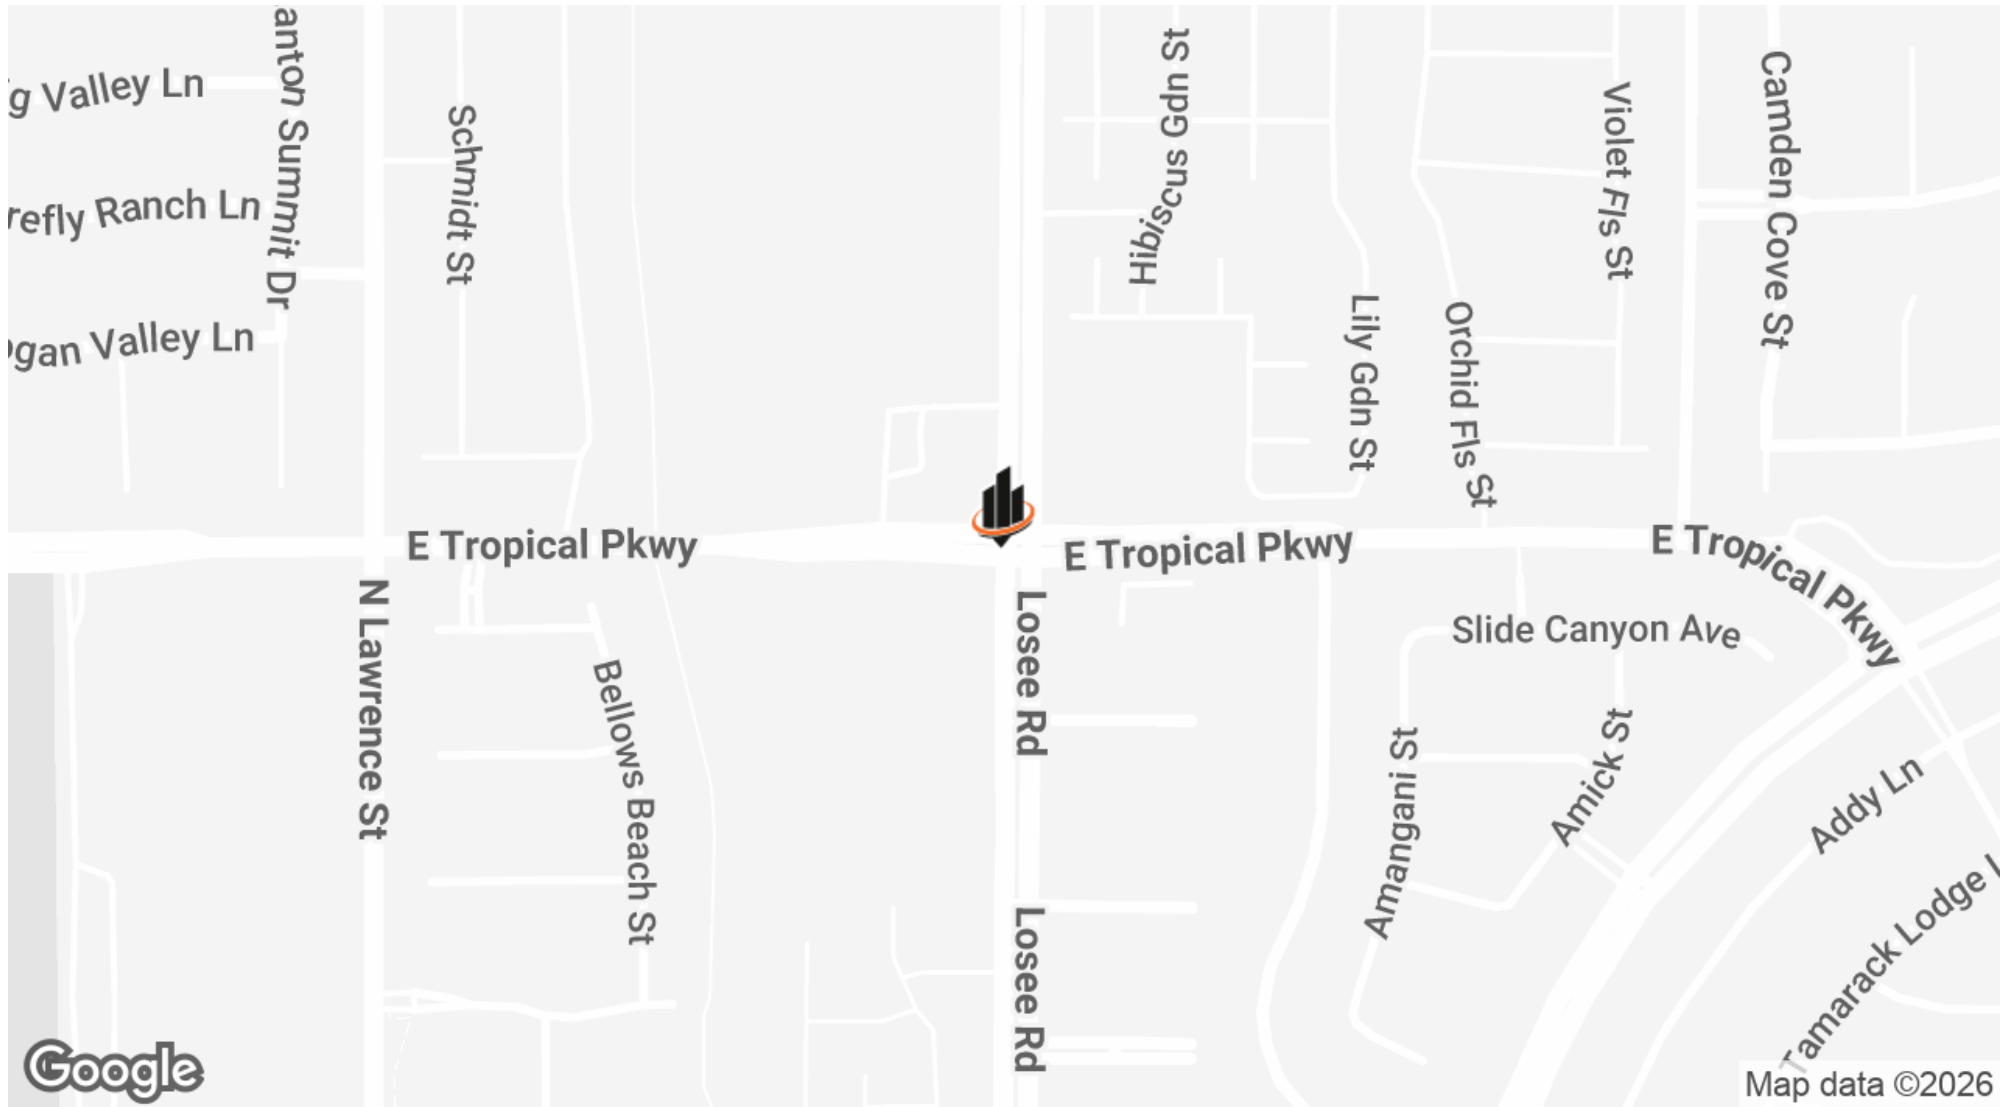 anton Summit Dr
g Valley Ln
Schmidt St
Hibiscus Gdn St
Violet Fls St
Camden Cove St
refly Ranch Ln
gan Valley Ln
Lily Gdn St
Orchid Fls St
E Tropical Pkwy
E Tropical Pkwy
E Tropical Pkwy
N Lawrence St
Losee Rd
Slide Canyon Ave
Bellows Beach St
Amangani St
Amick St
Addy Ln
Tamarack Lodge L
Losee Rd
Google
Map data ©2026